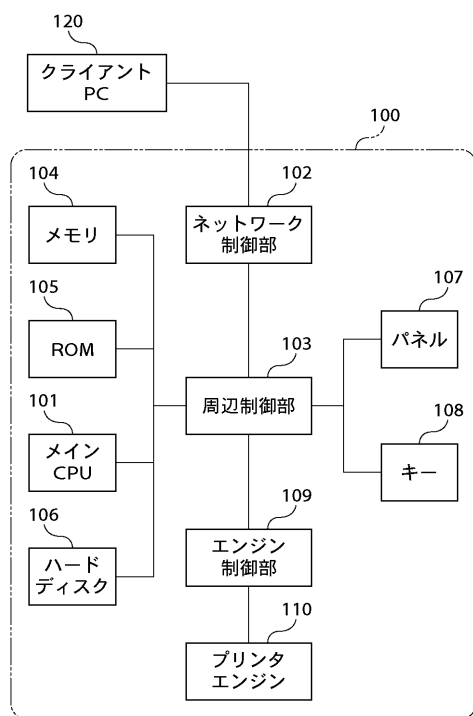 120
クライアント
PC
100
104
メモリ
102
ネットワーク
制御部
105
ROM
107
パネル
103
周辺制御部
101
メイン
CPU
108
キー
106
ハード
ディスク
109
エンジン
制御部
110
プリンタ
エンジン